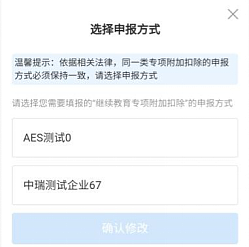 选择申报方式
温馨提示：依据相关法律，同一类专项附加扣除的申报
方式必须保持一致，请选择申报方式
请选择您需要填报的“继续教育专项附加扣除”的申报方式
AES测试0
中瑞测试企业67
确认修改